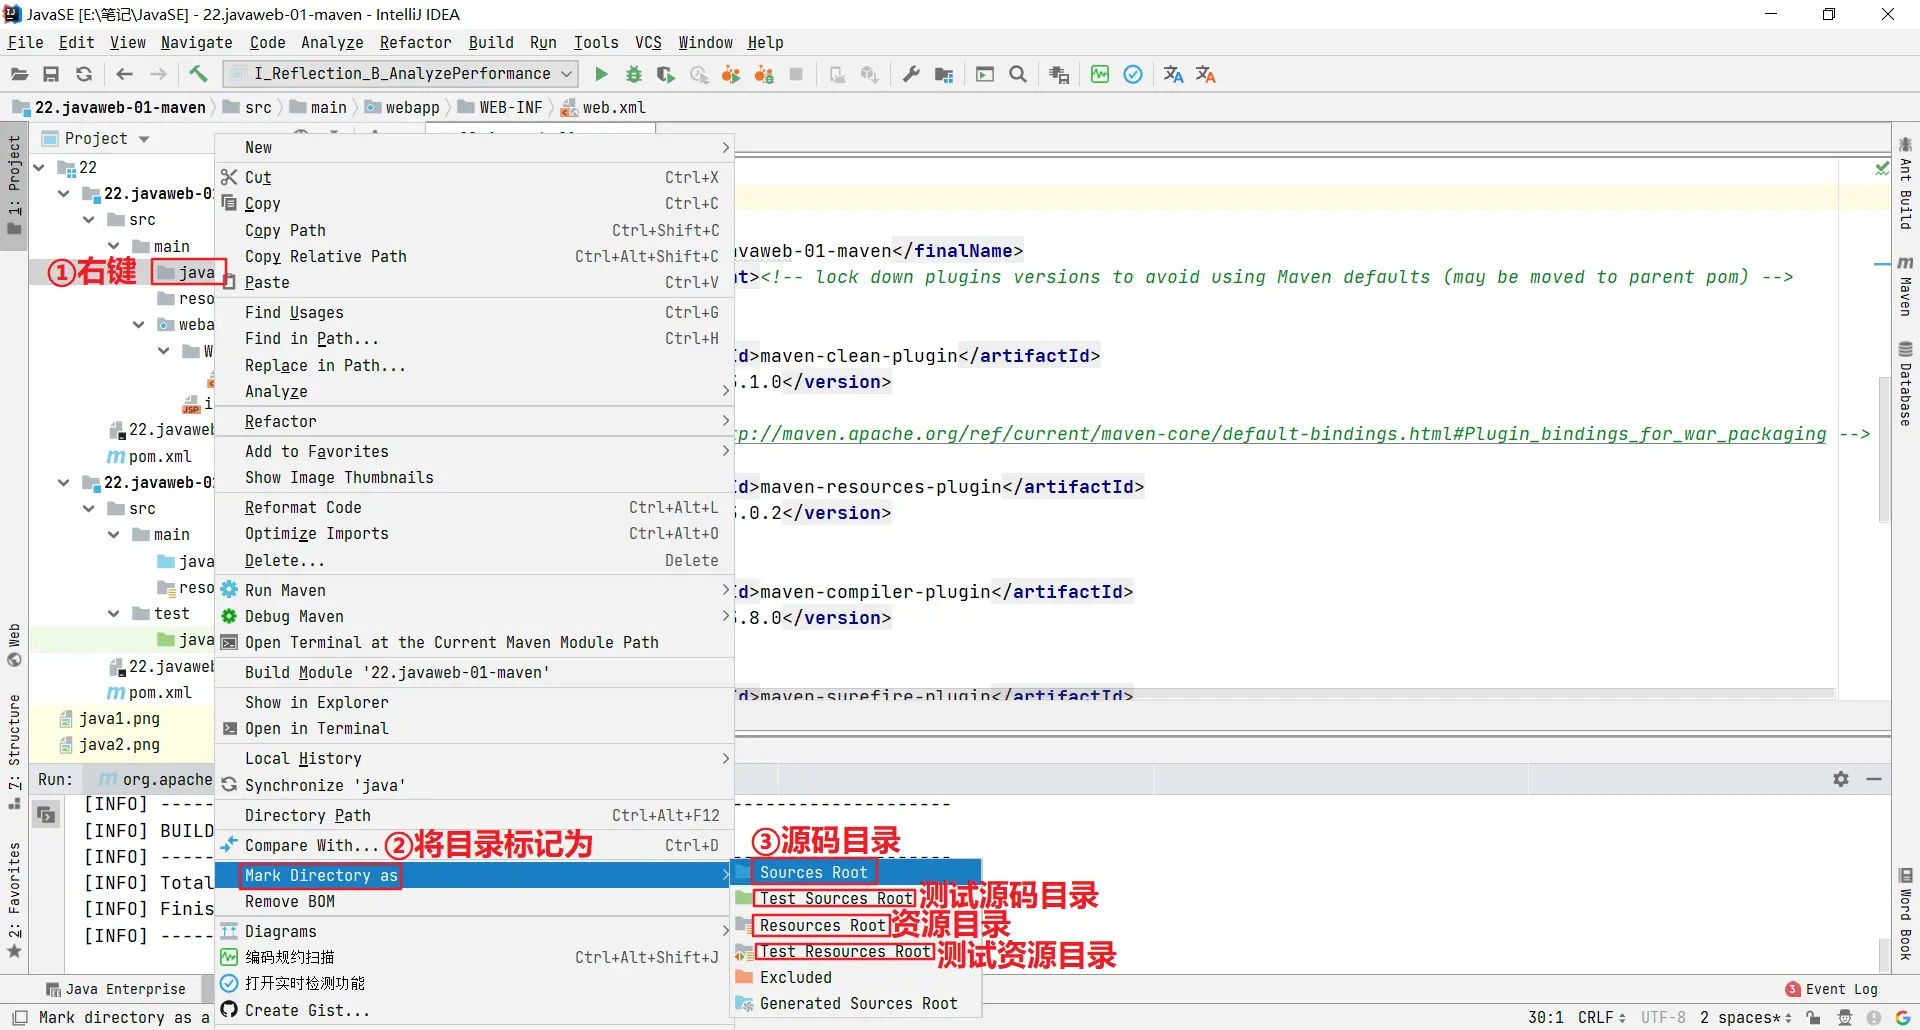 JavaSE [E:\笔记\JavaSE] - 22.javaweb-01-maven - IntelliJ IDEA
File Edit View Navigate Code Analyze Refactor Build Run Tools VCS Window Help
I_Reflection_B_AnalyzePerformance
22.javaweb-01-maven src main webapp WEB-INF web.xml
1: Project
Project
22
22.javaweb-0
src
main
①右键
java
reso
weba
W
i
22.javaweb
pom.xml
22.javaweb-0
src
main
java
reso
test
java
22.javaweb
pom.xml
java1.png
java2.png
Web
7: Structure
2: Favorites
New
Cut Ctrl+X
Copy Ctrl+C
Copy Path Ctrl+Shift+C
Copy Relative Path Ctrl+Alt+Shift+C
Paste Ctrl+V
Find Usages Ctrl+G
Find in Path... Ctrl+H
Replace in Path...
Analyze
Refactor
Add to Favorites
Show Image Thumbnails
Reformat Code Ctrl+Alt+L
Optimize Imports Ctrl+Alt+O
Delete... Delete
Run Maven
Debug Maven
Open Terminal at the Current Maven Module Path
Build Module '22.javaweb-01-maven'
Show in Explorer
Open in Terminal
Local History
Synchronize 'java'
Directory Path Ctrl+Alt+F12
Compare With... Ctrl+D
②将目录标记为
Mark Directory as
Remove BOM
Diagrams
编码规约扫描 Ctrl+Alt+Shift+J
打开实时检测功能
Create Gist...
③源码目录
Sources Root
Test Sources Root 测试源码目录
Resources Root 资源目录
Test Resources Root 测试资源目录
Excluded
Generated Sources Root
avaweb-01-maven</finalName>
nt><!-- lock down plugins versions to avoid using Maven defaults (may be moved to parent pom) -->
Id>maven-clean-plugin</artifactId>
.1.0</version>
tp://maven.apache.org/ref/current/maven-core/default-bindings.html#Plugin_bindings_for_war_packaging -->
Id>maven-resources-plugin</artifactId>
.0.2</version>
Id>maven-compiler-plugin</artifactId>
.8.0</version>
Id>maven-surefire-plugin</artifactId>
Ant Build
Maven
Database
Word Book
Run: org.apache
[INFO] -----
[INFO] BUILD
[INFO] -----
[INFO] Total
[INFO] Finis
[INFO] -----
Java Enterprise
3 Event Log
Mark directory as a
30:1 CRLF UTF-8 2 spaces*